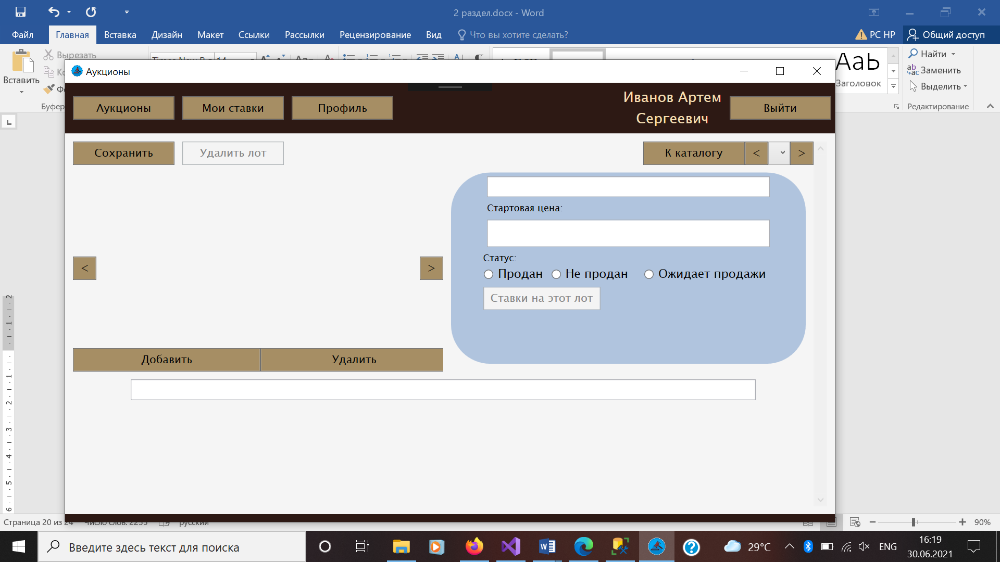 2 раздел.docx - Word
Файл Главная Вставка Дизайн Макет Ссылки Рассылки Рецензирование Вид Что вы хотите сделать? PC HP Общий доступ
Вырезать
Вставить
Буфер
АаЬ
Заголовок
Найти
Заменить
Выделить
Редактирование
Аукционы
Аукционы Мои ставки Профиль
Иванов Артем
Сергеевич
Выйти
Сохранить Удалить лот К каталогу < >
Стартовая цена:
Статус:
Продан Не продан Ожидает продажи
< >
Ставки на этот лот
Добавить Удалить
Страница 20 из 24 Число слов: 2255 русский 90%
Введите здесь текст для поиска
29°C ENG
16:19
30.06.2021